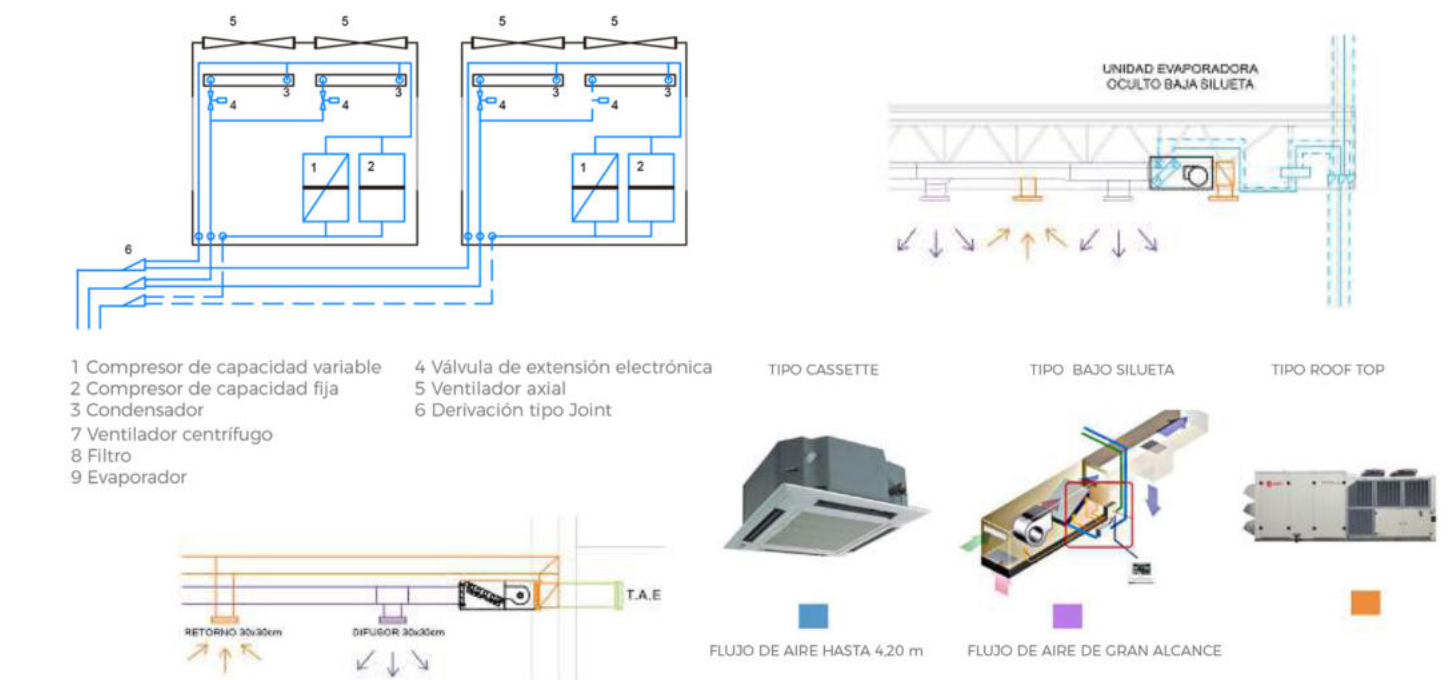 5 5 5 5
3 3 3 3
4 4 4 4
1 2 1 2
6
UNIDAD EVAPORADORA
OCULTO BAJA SILUETA
1 Compresor de capacidad variable
2 Compresor de capacidad fija
3 Condensador
7 Ventilador centrífugo
8 Filtro
9 Evaporador
4 Válvula de extensión electrónica
5 Ventilador axial
6 Derivación tipo Joint
TIPO CASSETTE
TIPO BAJO SILUETA
TIPO ROOF TOP
T.A.E
RETORNO 30x30cm
DIFUSOR 30x30cm
FLUJO DE AIRE HASTA 4,20 m
FLUJO DE AIRE DE GRAN ALCANCE